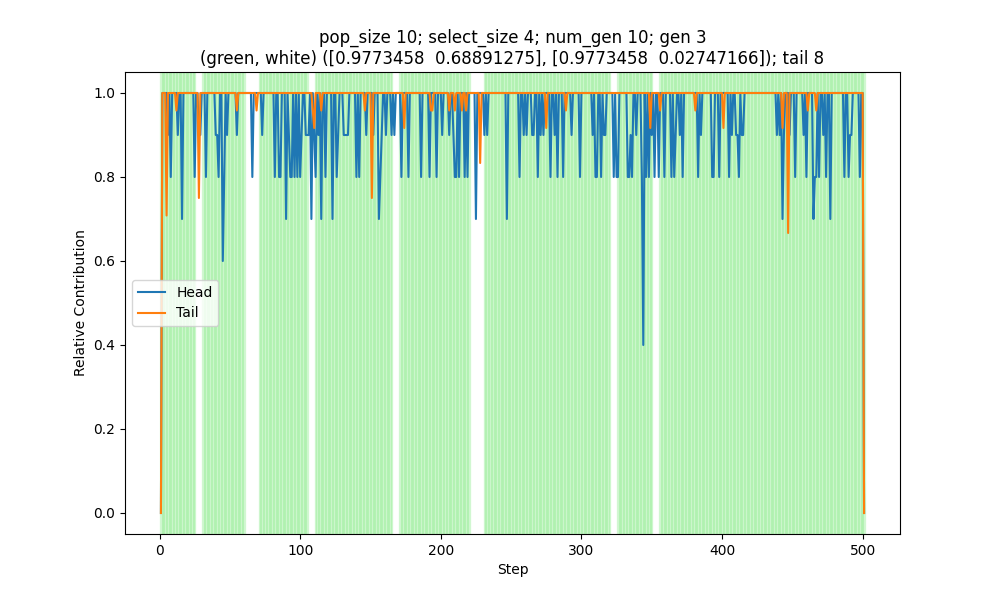 pop_size 10; select_size 4; num_gen 10; gen 3
(green, white) ([0.9773458  0.68891275], [0.9773458  0.02747166]); tail 8
1.0
0.8
0.6
0.4
0.2
0.0
Relative Contribution
Head
Tail
0
100
200
300
400
500
Step